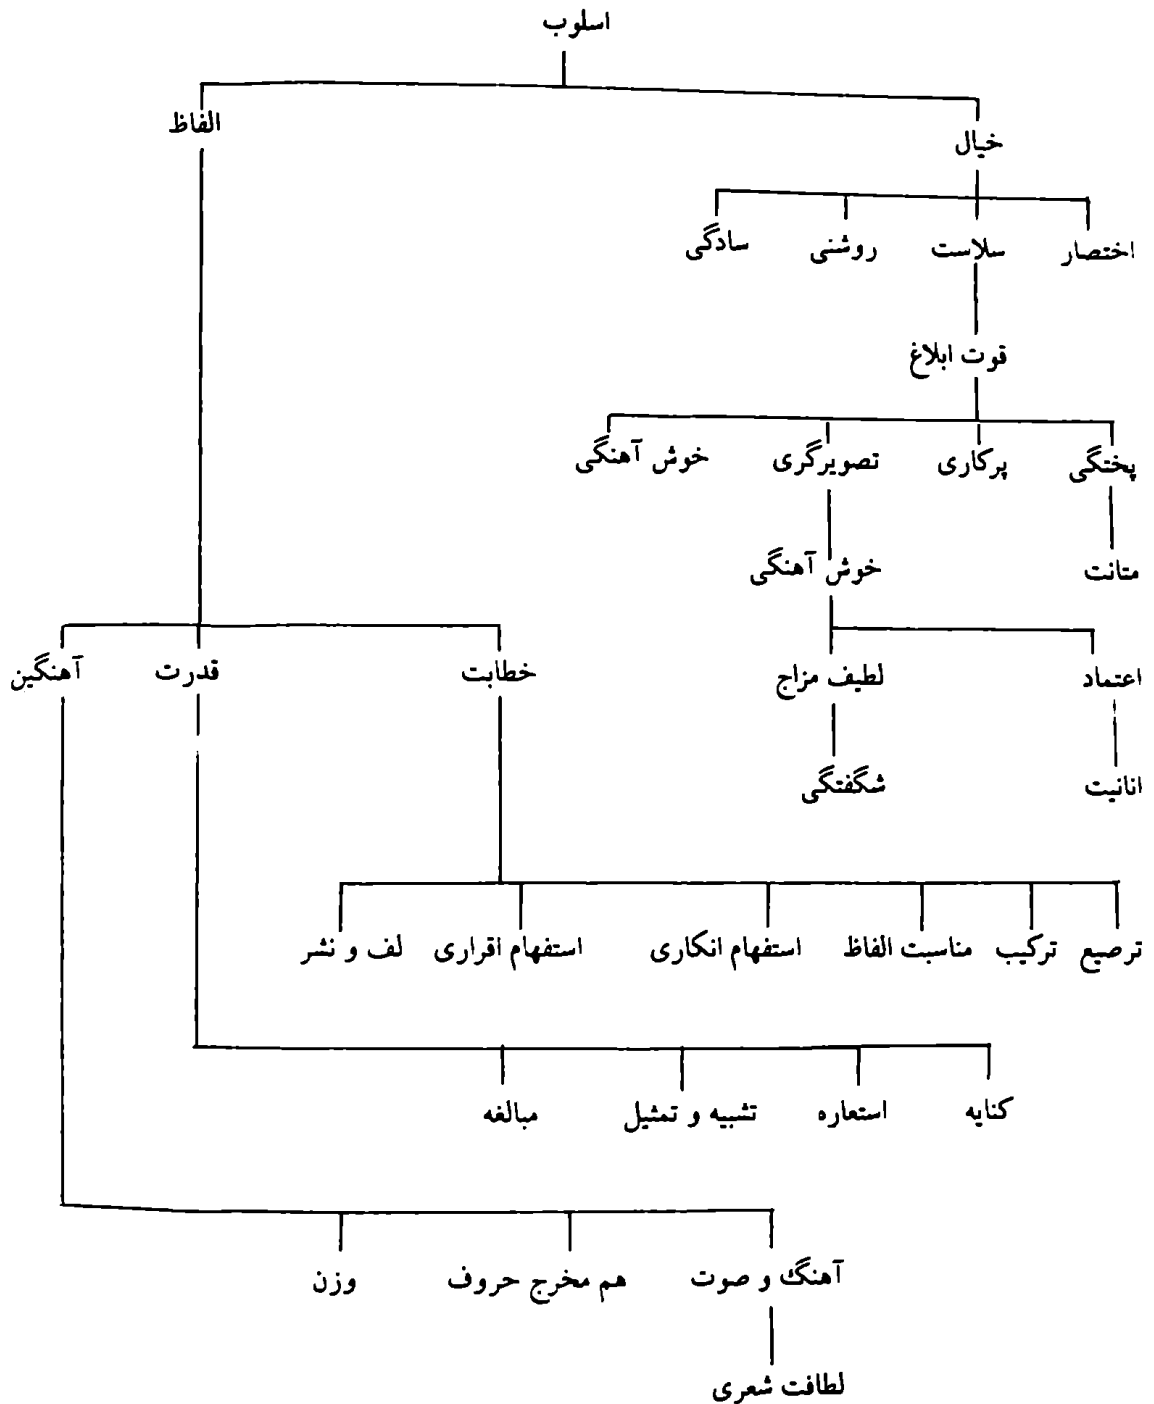 اسلوب
خیال الفاظ
اختصار سلاست روشنی سادگی
قوت ابلاغ
پختگی پرکاری تصویرگری خوش آهنگی
متانت خوش آهنگی
اعتماد لطیف مزاج خطابت قدرت آهنگین
انانیت شگفتگی
ترصیع ترکیب مناسبت الفاظ استفهام انکاری استفهام اقراری لف و نشر
کنایه استعاره تشبیه و تمثیل مبالغه
آهنگ و صوت هم مخرج حروف وزن
لطافت شعری